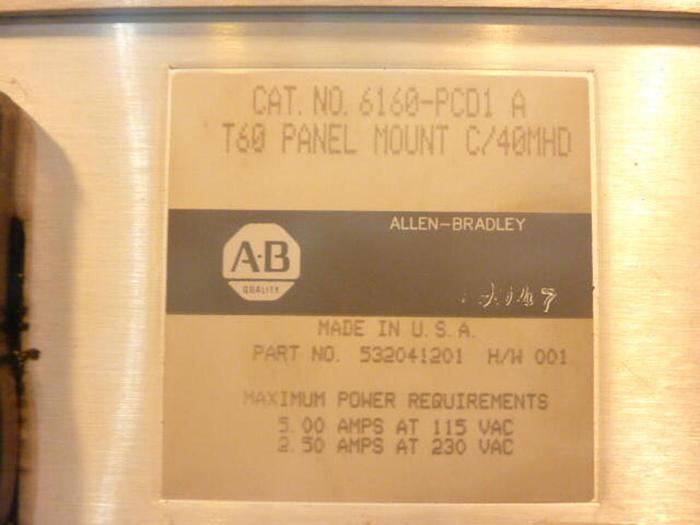 CAT. NO. 6160-PCD1 A
T60 PANEL MOUNT C/40MHD
ALLEN-BRADLEY
A·B
QUALITY
MADE IN U.S.A.
PART NO. 532041201 H/W 001
MAXIMUM POWER REQUIREMENTS
5.00 AMPS AT 115 VAC
2.50 AMPS AT 230 VAC